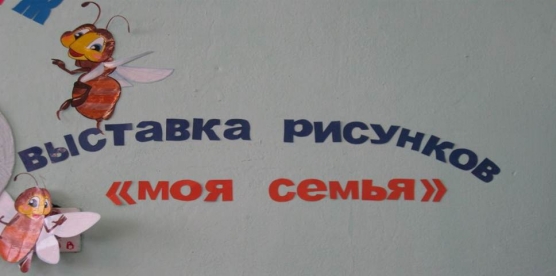 выставка рисунков
«моя семья»